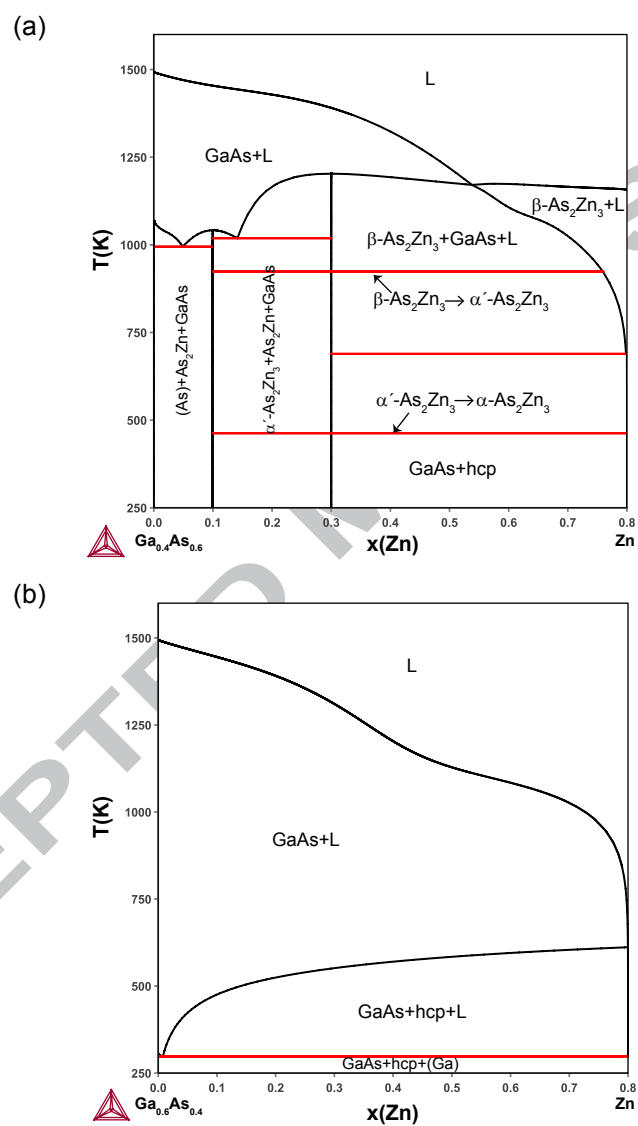 (a)
1500
1250
1000
750
500
250
T(K)
L
GaAs+L
β-As₂Zn₃+L
β-As₂Zn₃+GaAs+L
β-As₂Zn₃→α´-As₂Zn₃
(As)+As₂Zn+GaAs
α´-As₂Zn₃+As₂Zn+GaAs
α´-As₂Zn₃→α-As₂Zn₃
GaAs+hcp
0.0 0.1 0.2 0.3 0.4 0.5 0.6 0.7 0.8
Ga₀.₄As₀.₆ x(Zn) Zn
(b)
1500
1250
1000
750
500
250
T(K)
L
GaAs+L
GaAs+hcp+L
GaAs+hcp+(Ga)
0.0 0.1 0.2 0.3 0.4 0.5 0.6 0.7 0.8
Ga₀.₆As₀.₄ x(Zn) Zn
EPTED M